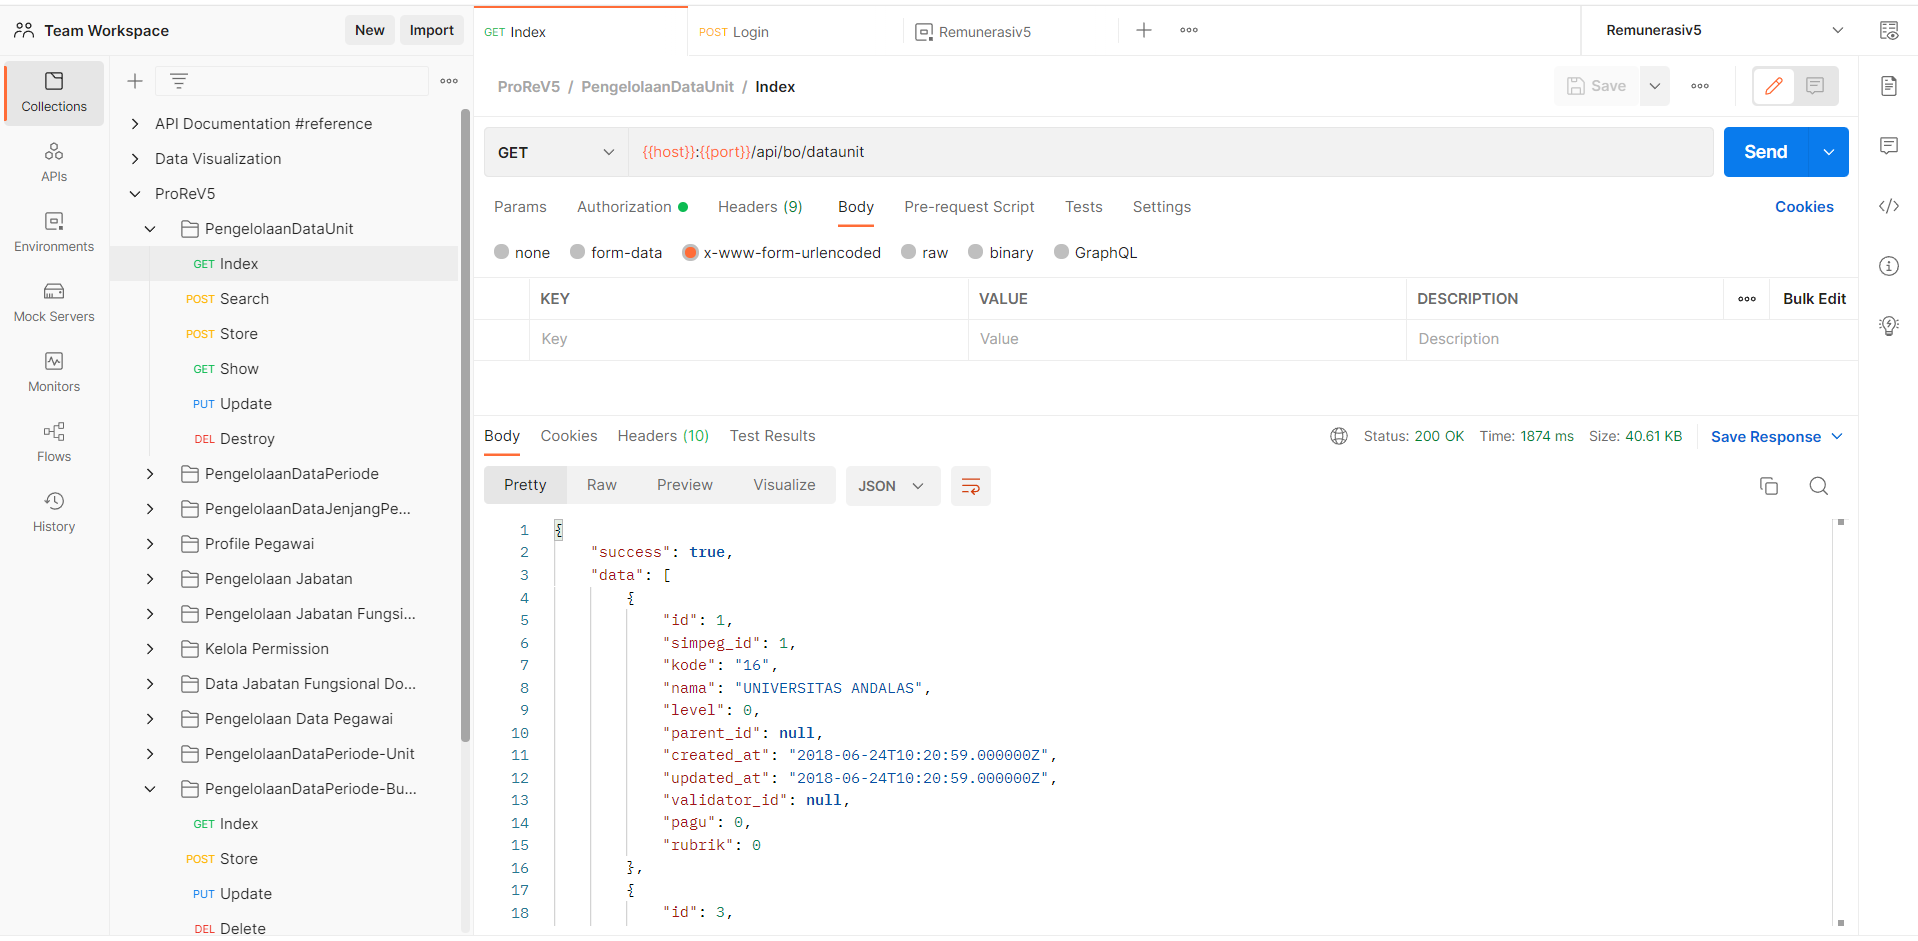 Team Workspace
New
Import
GET Index
POST Login
Remunerasiv5
Remunerasiv5
Collections
APIs
Environments
Mock Servers
Monitors
Flows
History
API Documentation #reference
Data Visualization
ProReV5
PengelolaanDataUnit
GET Index
POST Search
POST Store
GET Show
PUT Update
DEL Destroy
PengelolaanDataPeriode
PengelolaanDataJenjangPe...
Profile Pegawai
Pengelolaan Jabatan
Pengelolaan Jabatan Fungsi...
Kelola Permission
Data Jabatan Fungsional Do...
Pengelolaan Data Pegawai
PengelolaanDataPeriode-Unit
PengelolaanDataPeriode-Bu...
GET Index
POST Store
PUT Update
DEL Delete
ProReV5 / PengelolaanDataUnit / Index
Save
GET
{{host}}:{{port}}/api/bo/dataunit
Send
Params Authorization Headers (9) Body Pre-request Script Tests Settings
Cookies
none form-data x-www-form-urlencoded raw binary GraphQL
KEY VALUE DESCRIPTION Bulk Edit
Key Value Description
Body Cookies Headers (10) Test Results
Status: 200 OK Time: 1874 ms Size: 40.61 KB Save Response
Pretty Raw Preview Visualize JSON
1 {
2 "success": true,
3 "data": [
4 {
5 "id": 1,
6 "simpeg_id": 1,
7 "kode": "16",
8 "nama": "UNIVERSITAS ANDALAS",
9 "level": 0,
10 "parent_id": null,
11 "created_at": "2018-06-24T10:20:59.000000Z",
12 "updated_at": "2018-06-24T10:20:59.000000Z",
13 "validator_id": null,
14 "pagu": 0,
15 "rubrik": 0
16 },
17 {
18 "id": 3,